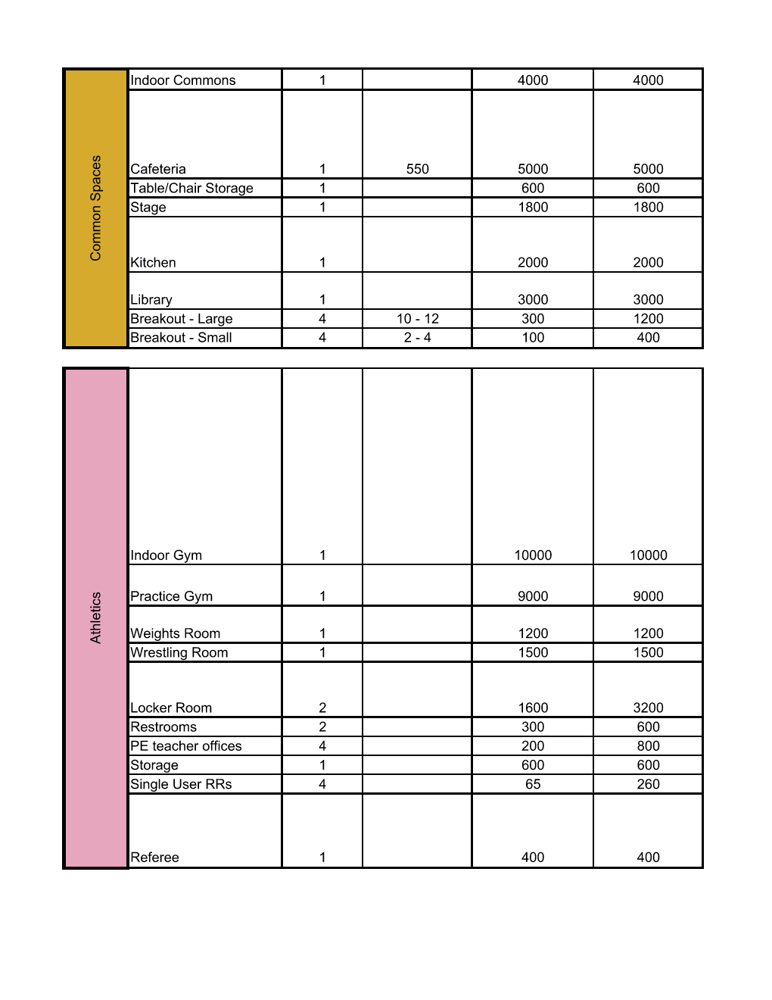 Common Spaces
Indoor Commons 1 4000 4000
Cafeteria 1 550 5000 5000
Table/Chair Storage 1 600 600
Stage 1 1800 1800
Kitchen 1 2000 2000
Library 1 3000 3000
Breakout - Large 4 10 - 12 300 1200
Breakout - Small 4 2 - 4 100 400
Athletics
Indoor Gym 1 10000 10000
Practice Gym 1 9000 9000
Weights Room 1 1200 1200
Wrestling Room 1 1500 1500
Locker Room 2 1600 3200
Restrooms 2 300 600
PE teacher offices 4 200 800
Storage 1 600 600
Single User RRs 4 65 260
Referee 1 400 400